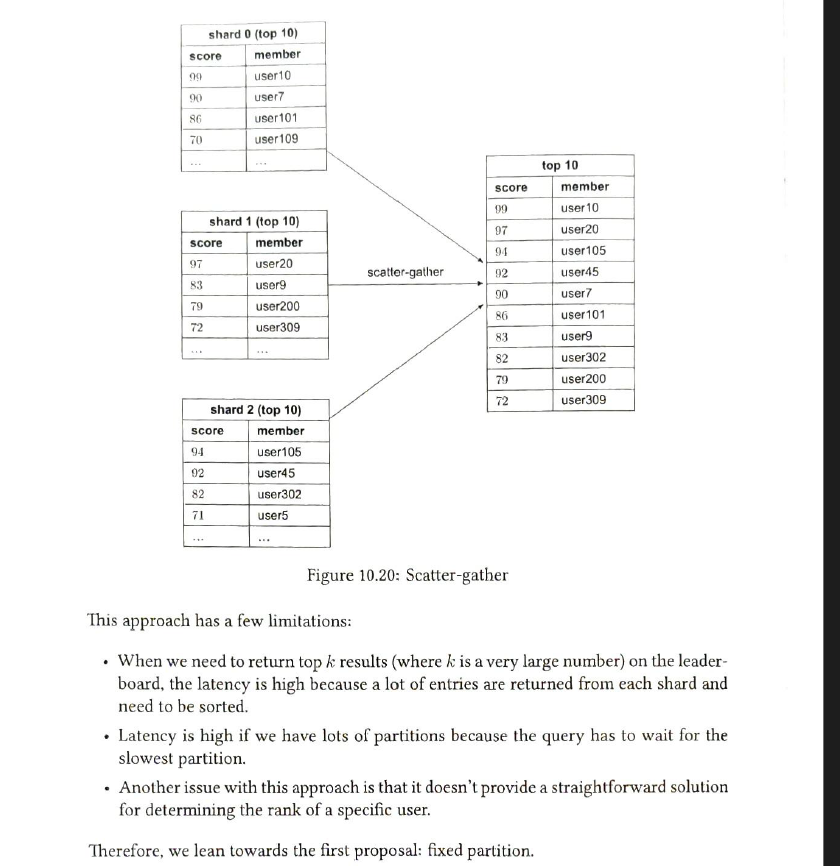 shard 0 (top 10)
score member
99 user10
90 user7
86 user101
70 user109
... ...
shard 1 (top 10)
score member
97 user20
83 user9
79 user200
72 user309
... ...
shard 2 (top 10)
score member
94 user105
92 user45
82 user302
71 user5
... ...
scatter-gather
top 10
score member
99 user10
97 user20
94 user105
92 user45
90 user7
86 user101
83 user9
82 user302
79 user200
72 user309
Figure 10.20: Scatter-gather
This approach has a few limitations:
• When we need to return top k results (where k is a very large number) on the leader-
board, the latency is high because a lot of entries are returned from each shard and
need to be sorted.
• Latency is high if we have lots of partitions because the query has to wait for the
slowest partition.
• Another issue with this approach is that it doesn't provide a straightforward solution
for determining the rank of a specific user.
Therefore, we lean towards the first proposal: fixed partition.